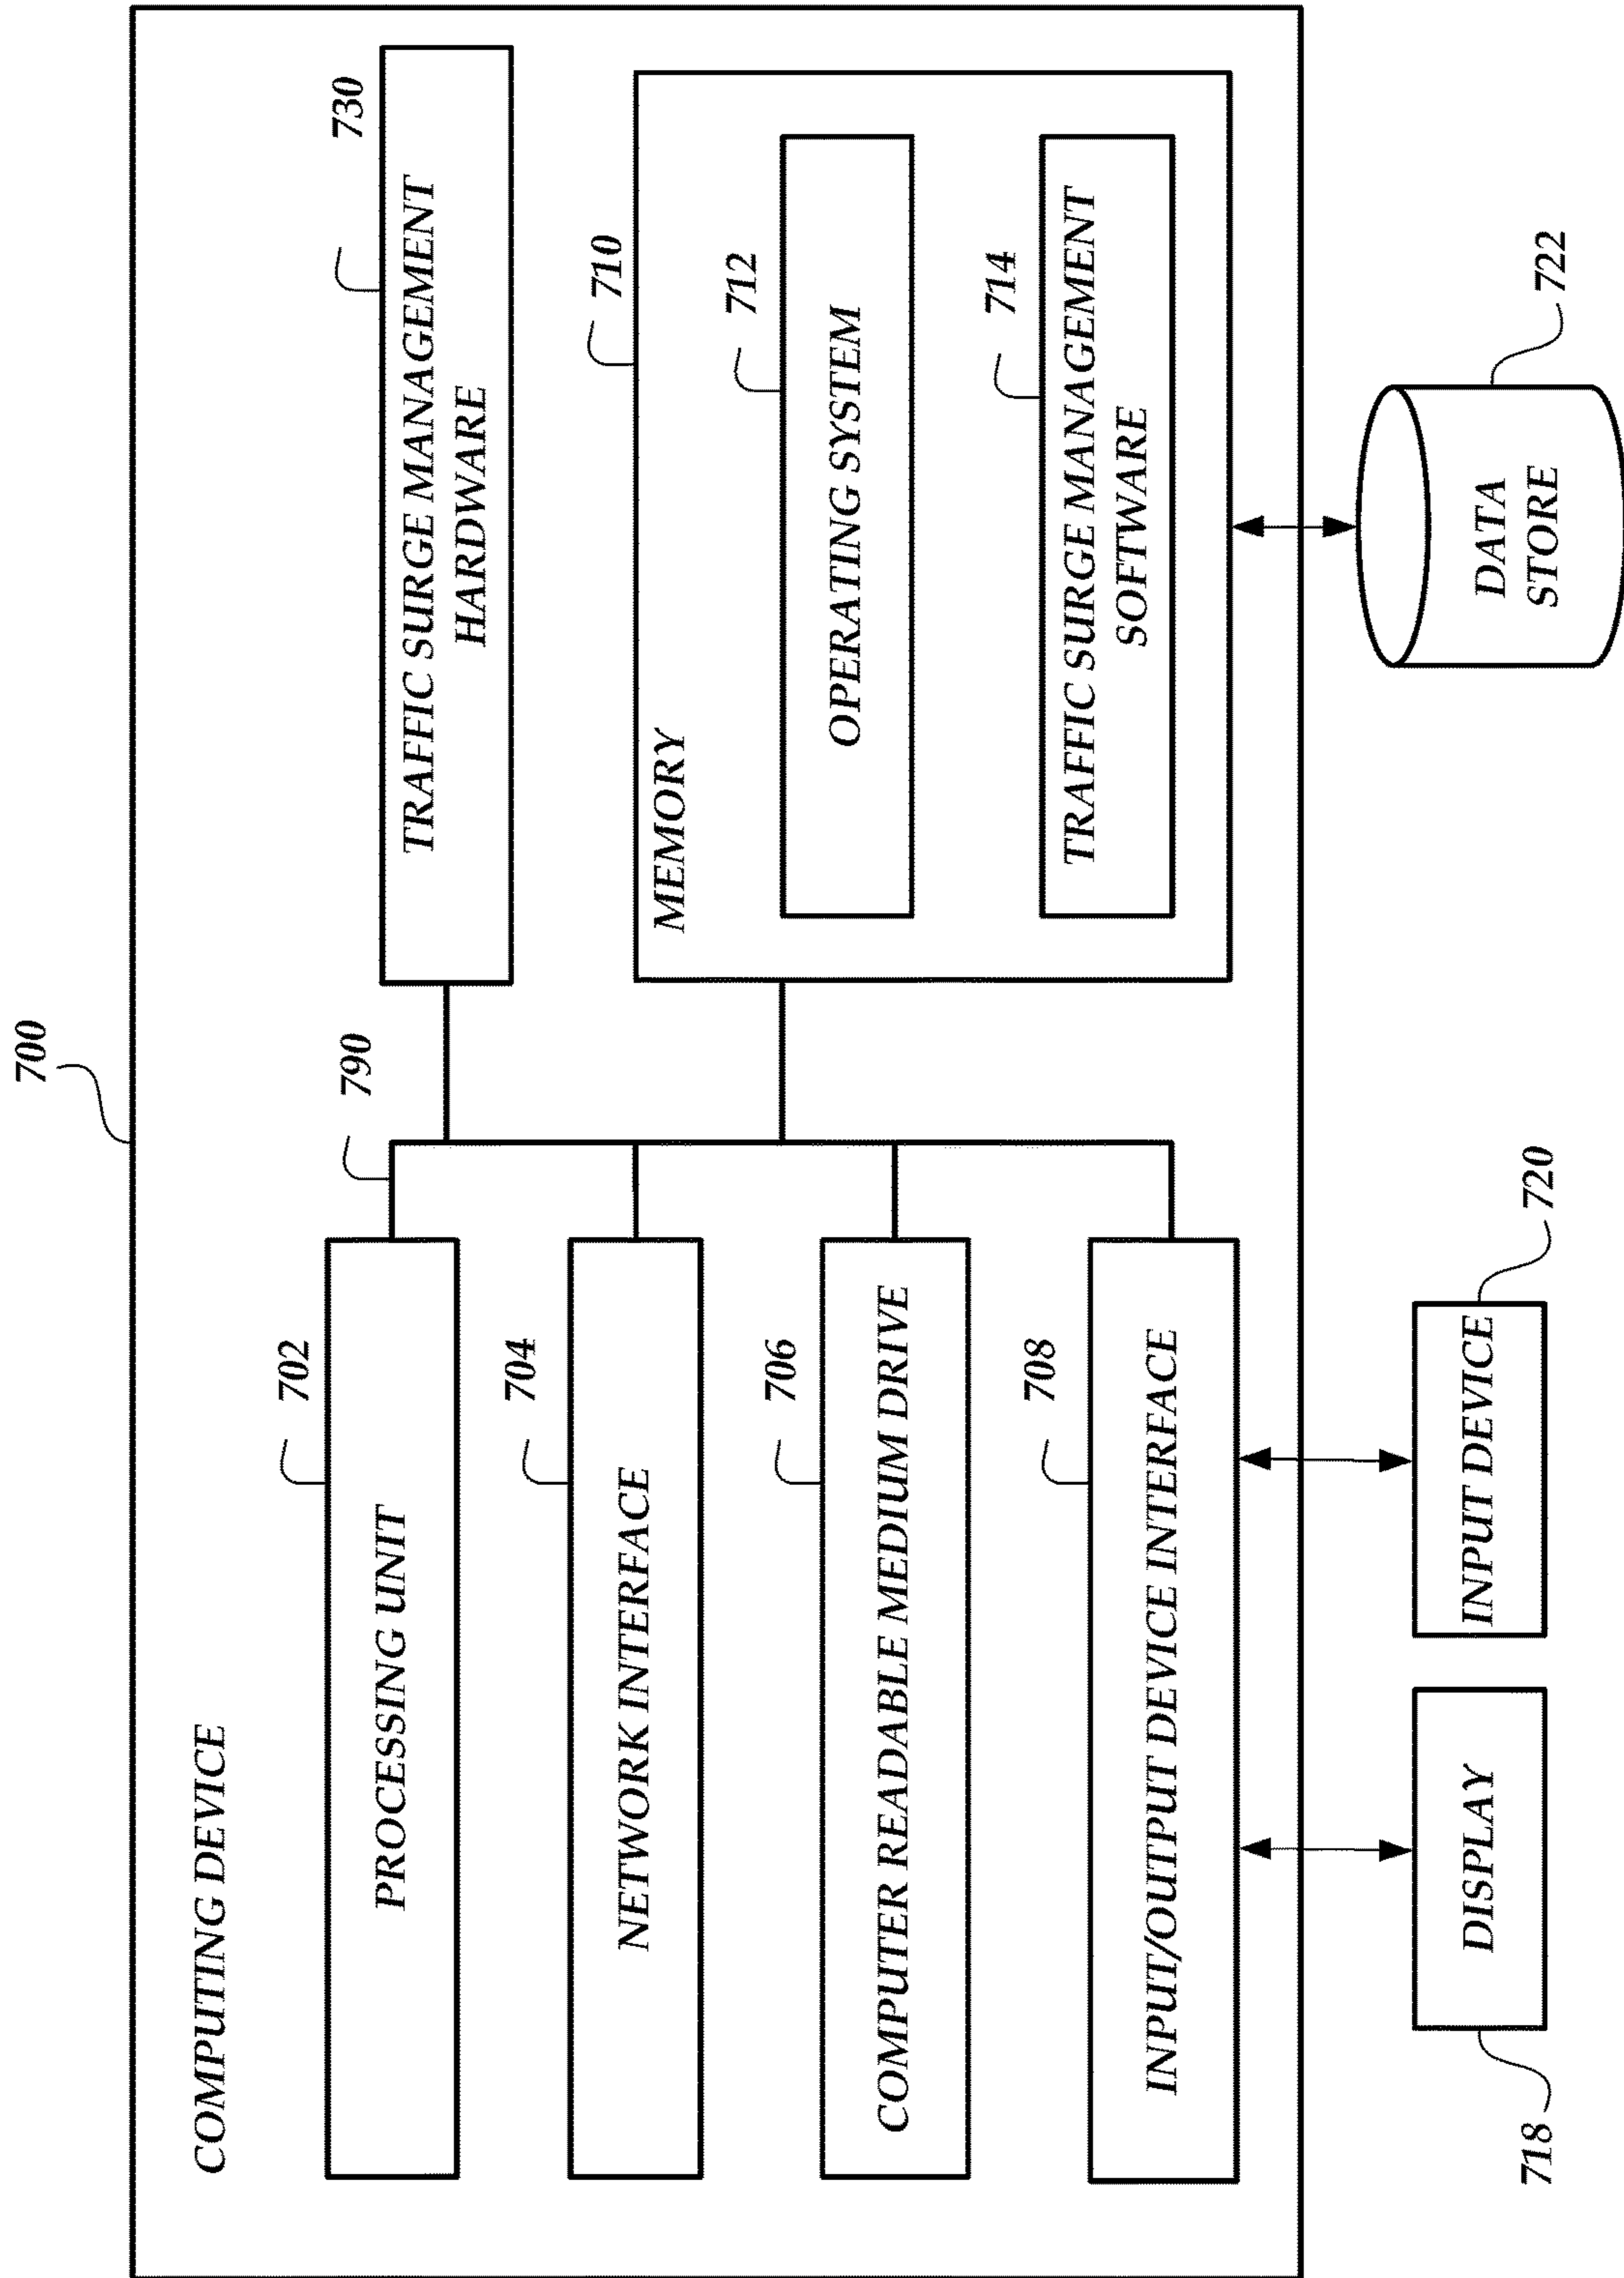 700
COMPUTING DEVICE
702
PROCESSING UNIT
704
NETWORK INTERFACE
706
COMPUTER READABLE MEDIUM DRIVE
708
INPUT/OUTPUT DEVICE INTERFACE
790
730
TRAFFIC SURGE MANAGEMENT
HARDWARE
710
MEMORY
712
OPERATING SYSTEM
714
TRAFFIC SURGE MANAGEMENT
SOFTWARE
718
DISPLAY
INPUT DEVICE
720
DATA
STORE
722